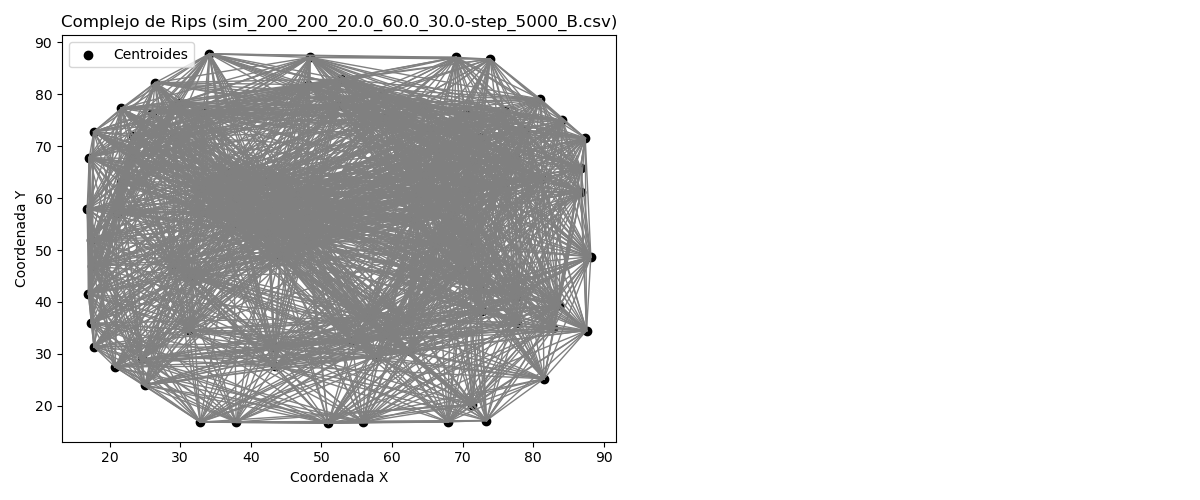 Complejo de Rips (sim_200_200_20.0_60.0_30.0-step_5000_B.csv)
Centroides
90
80
70
60
50
40
30
20
Coordenada Y
20 30 40 50 60 70 80 90
Coordenada X